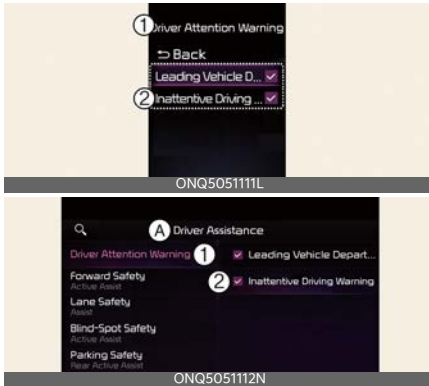 ① Driver Attention Warning
Back
Leading Vehicle D...
② Inattentive Driving ...
ONQ5051111L
Ⓐ Driver Assistance
Driver Attention Warning ①
Leading Vehicle Depart...
Forward Safety
Active Assist
② Inattentive Driving Warning
Lane Safety
Assist
Blind-Spot Safety
Active Assist
Parking Safety
Rear Active Assist
ONQ5051112N